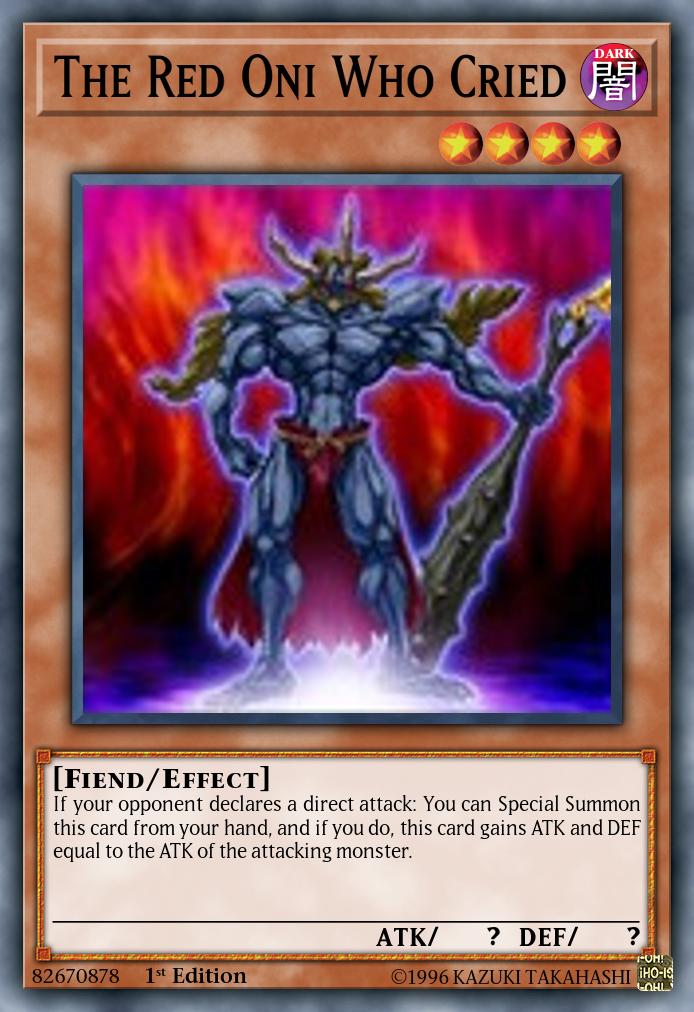 The Red Oni Who Cried
DARK
闇
[Fiend/Effect]
If your opponent declares a direct attack: You can Special Summon
this card from your hand, and if you do, this card gains ATK and DEF
equal to the ATK of the attacking monster.
ATK/ ? DEF/ ?
82670878 1st Edition ©1996 KAZUKI TAKAHASHI